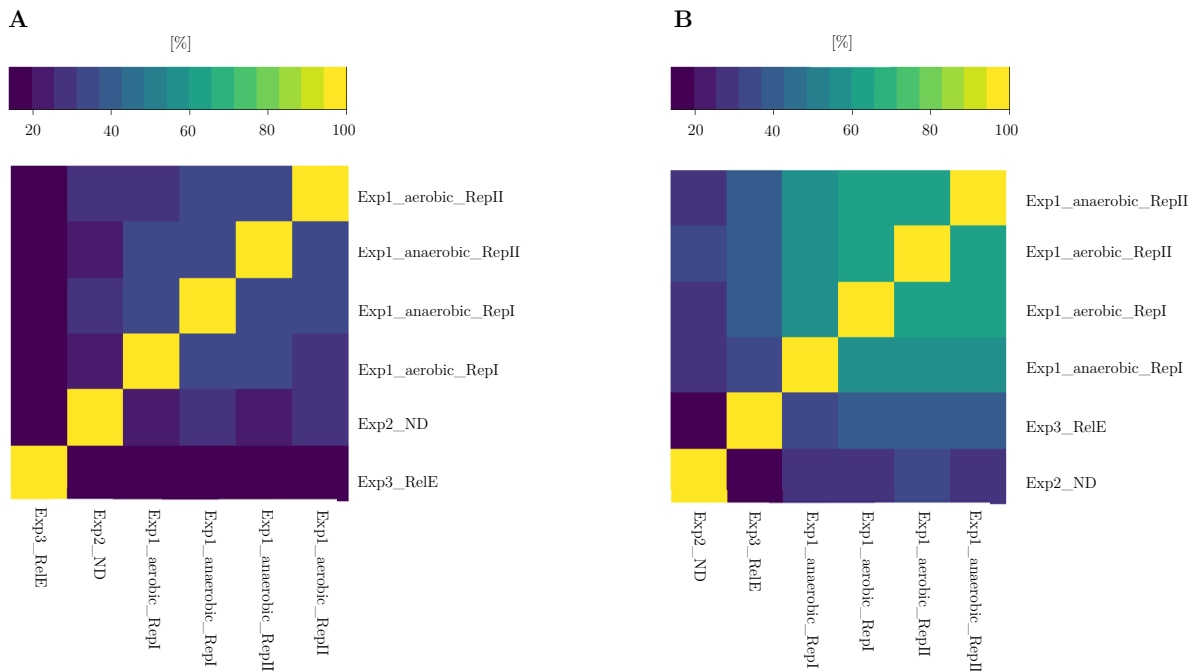 A
[%]
20 40 60 80 100
Exp1_aerobic_RepII
Exp1_anaerobic_RepII
Exp1_anaerobic_RepI
Exp1_aerobic_RepI
Exp2_ND
Exp3_RelE
Exp3_RelE
Exp2_ND
Exp1_aerobic_RepI
Exp1_anaerobic_RepI
Exp1_anaerobic_RepII
Exp1_aerobic_RepII
B
[%]
20 40 60 80 100
Exp1_anaerobic_RepII
Exp1_aerobic_RepII
Exp1_aerobic_RepI
Exp1_anaerobic_RepI
Exp3_RelE
Exp2_ND
Exp2_ND
Exp3_RelE
Exp1_anaerobic_RepI
Exp1_aerobic_RepI
Exp1_aerobic_RepII
Exp1_anaerobic_RepII